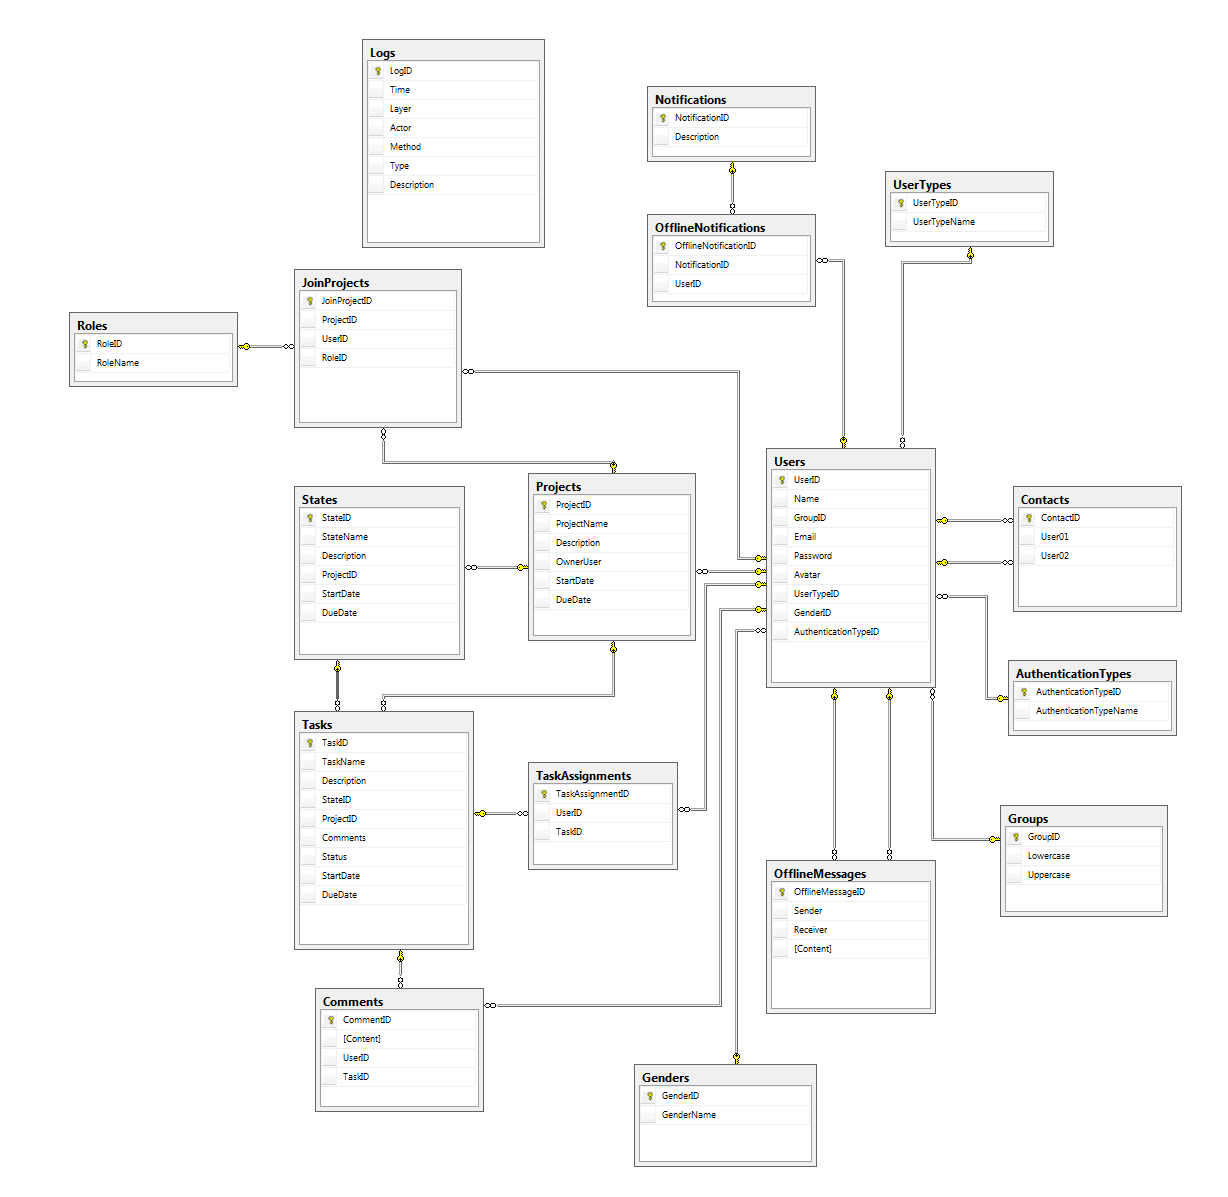 Logs
LogID
Time
Layer
Actor
Method
Type
Description
Notifications
NotificationID
Description
UserTypes
UserTypeID
UserTypeName
OfflineNotifications
OfflineNotificationID
NotificationID
UserID
JoinProjects
JoinProjectID
ProjectID
UserID
RoleID
Roles
RoleID
RoleName
Users
UserID
Name
GroupID
Email
Password
Avatar
UserTypeID
GenderID
AuthenticationTypeID
Projects
ProjectID
ProjectName
Description
OwnerUser
StartDate
DueDate
States
StateID
StateName
Description
ProjectID
StartDate
DueDate
Contacts
ContactID
User01
User02
AuthenticationTypes
AuthenticationTypeID
AuthenticationTypeName
Tasks
TaskID
TaskName
Description
StateID
ProjectID
Comments
Status
StartDate
DueDate
TaskAssignments
TaskAssignmentID
UserID
TaskID
Groups
GroupID
Lowercase
Uppercase
OfflineMessages
OfflineMessageID
Sender
Receiver
[Content]
Comments
CommentID
[Content]
UserID
TaskID
Genders
GenderID
GenderName